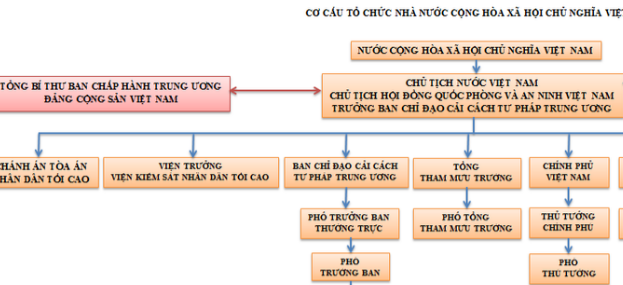 CƠ CẤU TỔ CHỨC NHÀ NƯỚC CỘNG HÒA XÃ HỘI CHỦ NGHĨA VIỆT
NƯỚC CỘNG HÒA XÃ HỘI CHỦ NGHĨA VIỆT NAM
TỔNG BÍ THƯ BAN CHẤP HÀNH TRUNG ƯƠNG
ĐẢNG CỘNG SẢN VIỆT NAM
CHỦ TỊCH NƯỚC VIỆT NAM
CHỦ TỊCH HỘI ĐỒNG QUỐC PHÒNG VÀ AN NINH VIỆT NAM
TRƯỞNG BAN CHỈ ĐẠO CẢI CÁCH TƯ PHÁP TRUNG ƯƠNG
CHÁNH ÁN TÒA ÁN
NHÂN DÂN TỐI CAO
VIỆN TRƯỞNG
VIỆN KIỂM SÁT NHÂN DÂN TỐI CAO
BAN CHỈ ĐẠO CẢI CÁCH
TƯ PHÁP TRUNG ƯƠNG
TỔNG
THAM MƯU TRƯỞNG
CHÍNH PHỦ
VIỆT NAM
PHÓ TRƯỞNG BAN
THƯỜNG TRỰC
PHÓ TỔNG
THAM MƯU TRƯỞNG
THỦ TƯỚNG
CHÍNH PHỦ
PHÓ
TRƯỞNG BAN
PHÓ
THỦ TƯỚNG